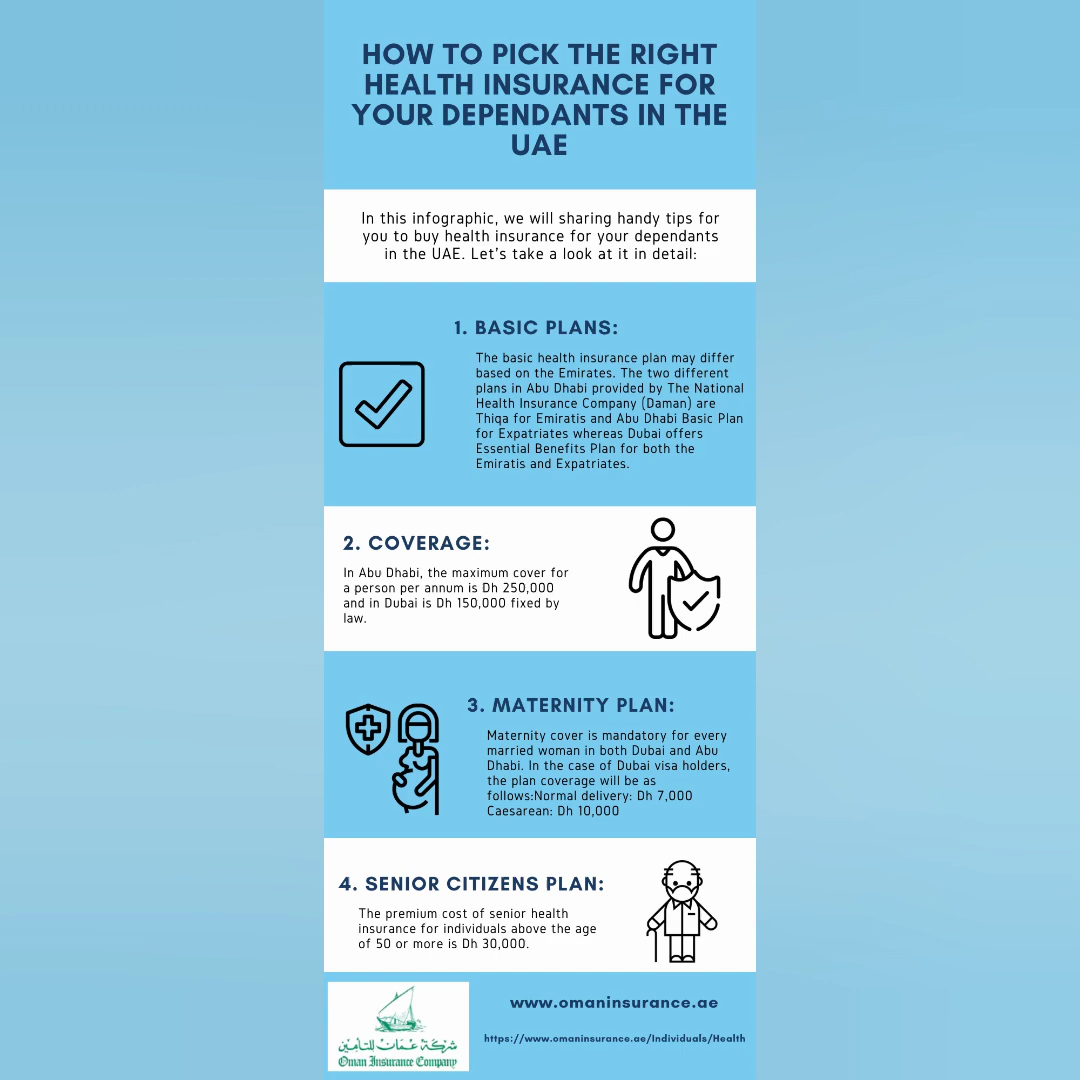 HOW TO PICK THE RIGHT
HEALTH INSURANCE FOR
YOUR DEPENDANTS IN THE
UAE
In this infographic, we will sharing handy tips for
you to buy health insurance for your dependants
in the UAE. Let's take a look at it in detail:
1. BASIC PLANS:
The basic health insurance plan may differ
based on the Emirates. The two different
plans in Abu Dhabi provided by The National
Health Insurance Company (Daman) are
Thiqa for Emiratis and Abu Dhabi Basic Plan
for Expatriates whereas Dubai offers
Essential Benefits Plan for both the
Emiratis and Expatriates.
2. COVERAGE:
In Abu Dhabi, the maximum cover for
a person per annum is Dh 250,000
and in Dubai is Dh 150,000 fixed by
law.
3. MATERNITY PLAN:
Maternity cover is mandatory for every
married woman in both Dubai and Abu
Dhabi. In the case of Dubai visa holders,
the plan coverage will be as
follows:Normal delivery: Dh 7,000
Caesarean: Dh 10,000
4. SENIOR CITIZENS PLAN:
The premium cost of senior health
insurance for individuals above the age
of 50 or more is Dh 30,000.
شركة عمان للتأمين
Oman Insurance Company
www.omaninsurance.ae
https://www.omaninsurance.ae/Individuals/Health